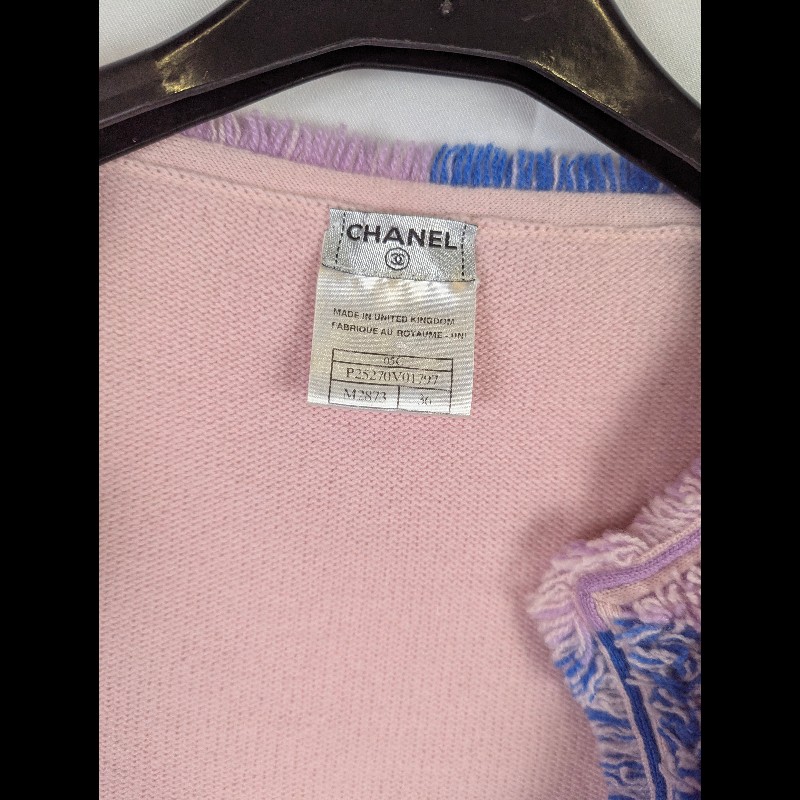 CHANEL
MADE IN UNITED KINGDOM
FABRIQUE AU ROYAUME - UNI
05C
P25270V01797
M2873 36